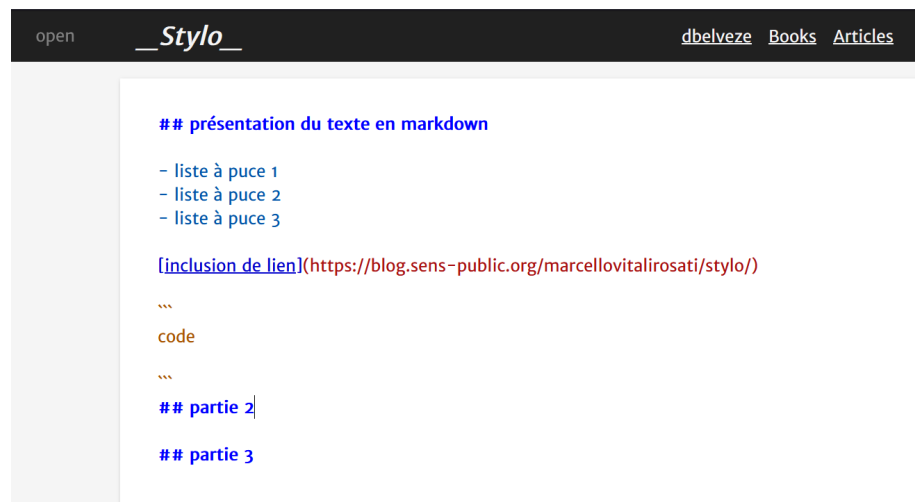 open __Stylo__ dbelveze Books Articles
## présentation du texte en markdown
- liste à puce 1
- liste à puce 2
- liste à puce 3
[inclusion de lien](https://blog.sens-public.org/marcellovitalirosati/stylo/)
```
code
```
## partie 2
## partie 3